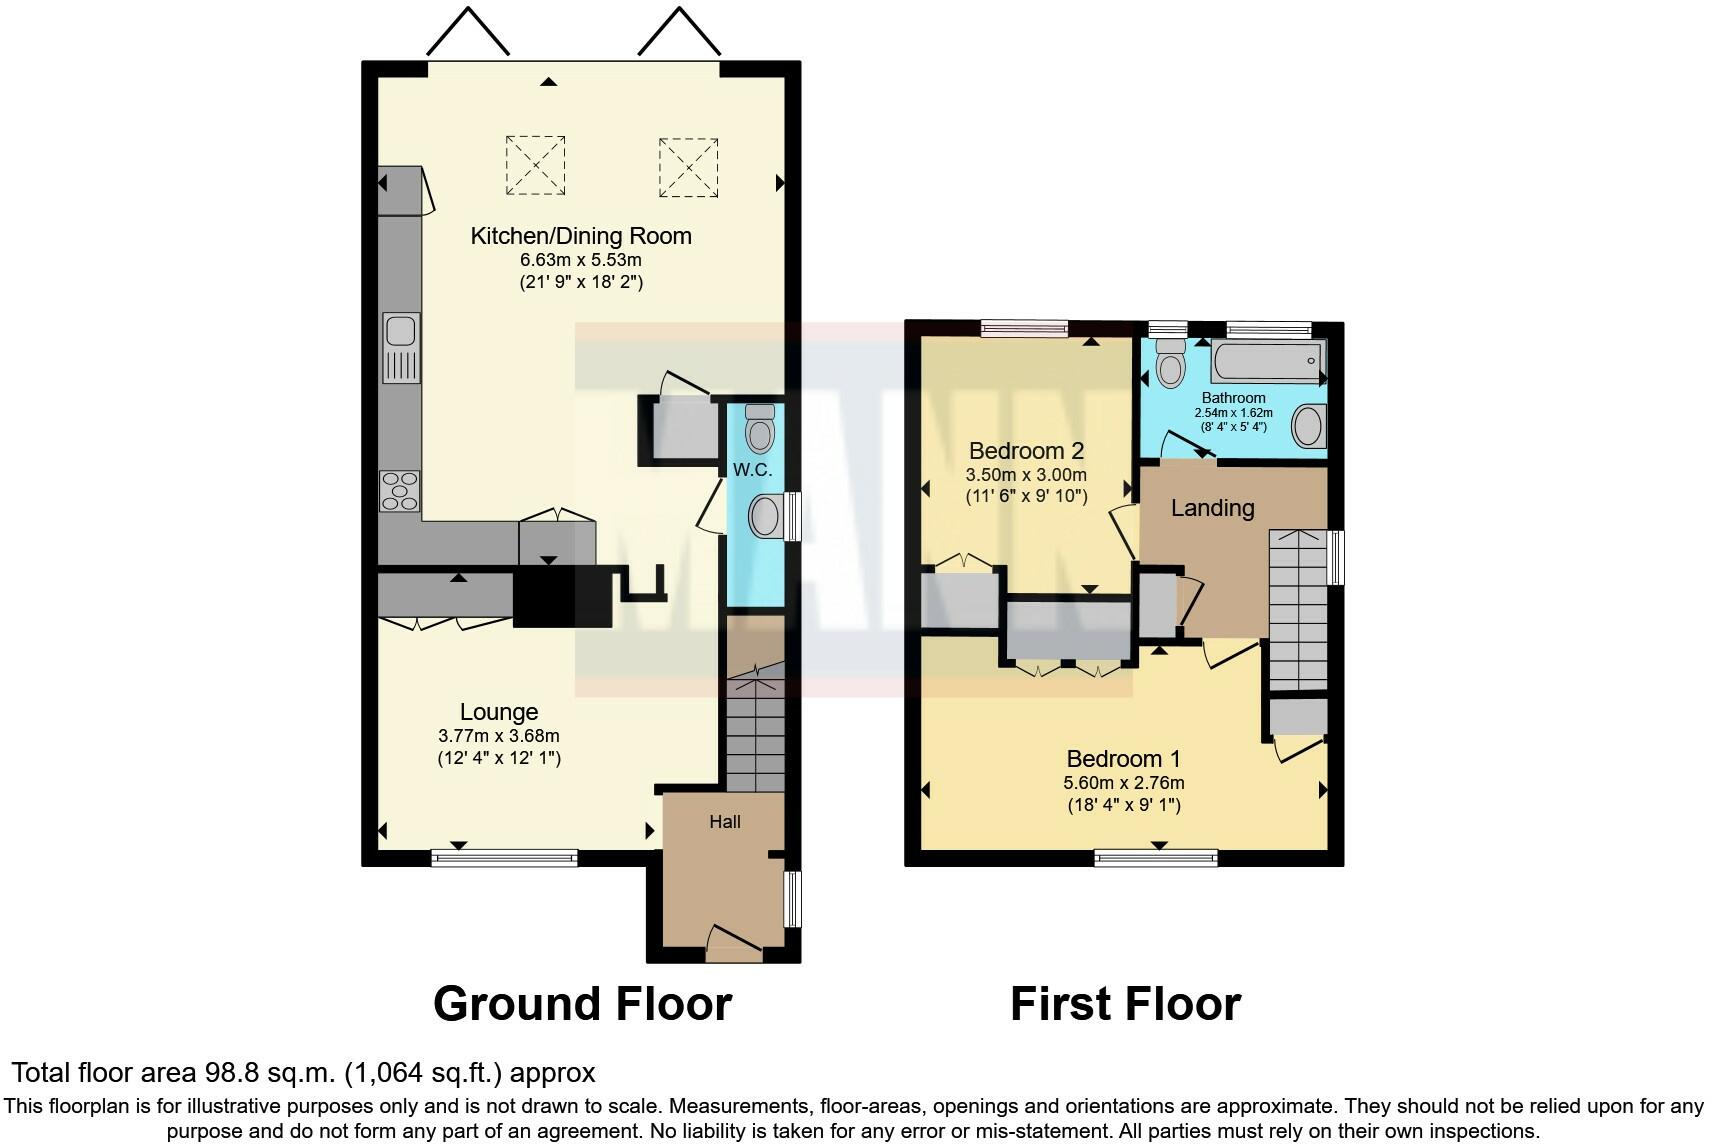 Kitchen/Dining Room
6.63m x 5.53m
(21' 9" x 18' 2")
W.C.
Lounge
3.77m x 3.68m
(12' 4" x 12' 1")
Hall
Bathroom
2.54m x 1.62m
(8' 4" x 5' 4")
Bedroom 2
3.50m x 3.00m
(11' 6" x 9' 10")
Landing
Bedroom 1
5.60m x 2.76m
(18' 4" x 9' 1")
MANN
Ground Floor
First Floor
Total floor area 98.8 sq.m. (1,064 sq.ft.) approx
This floorplan is for illustrative purposes only and is not drawn to scale. Measurements, floor-areas, openings and orientations are approximate. They should not be relied upon for any
purpose and do not form any part of an agreement. No liability is taken for any error or mis-statement. All parties must rely on their own inspections.